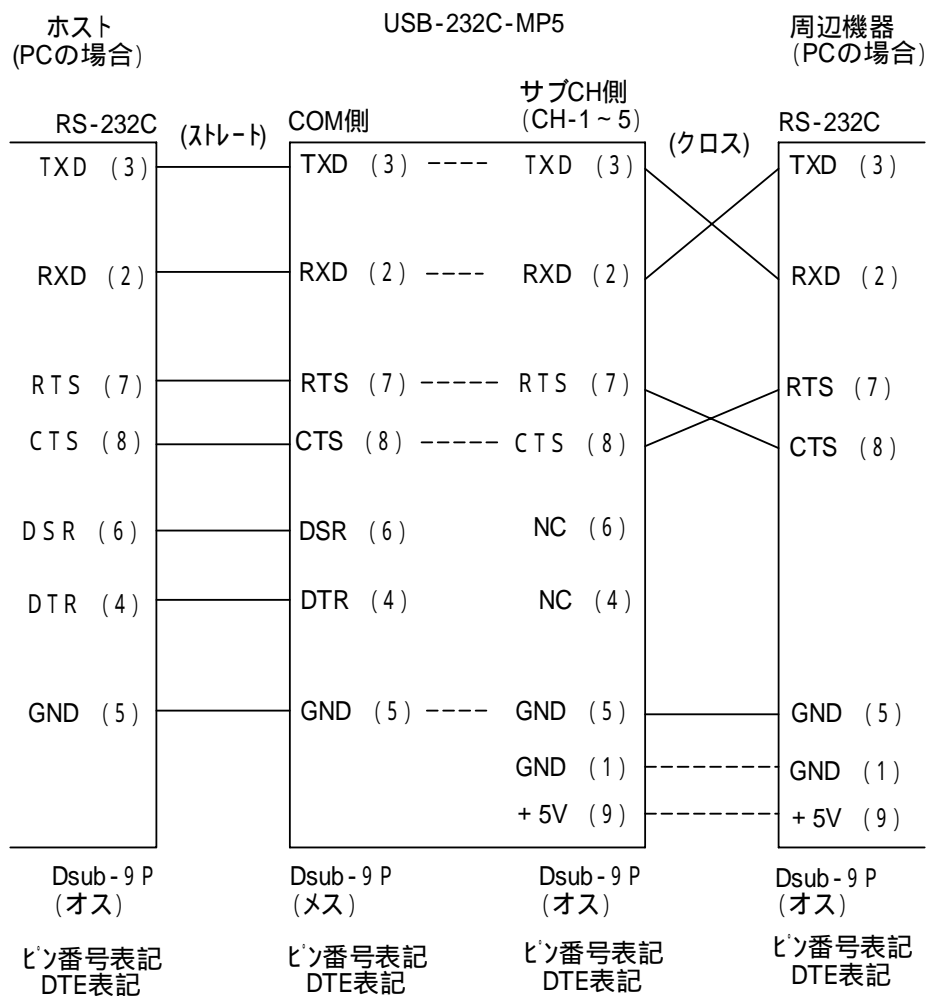 ホスト
(PCの場合)
USB-232C-MP5
周辺機器
(PCの場合)
サブCH側
(CH-1~5)
RS-232C
(ストレート)
COM側
(クロス)
RS-232C
TXD (3)
TXD (3) ----
TXD (3)
TXD (3)
RXD (2)
RXD (2) ----
RXD (2)
RXD (2)
RTS (7)
RTS (7) -----
RTS (7)
RTS (7)
CTS (8)
CTS (8) -----
CTS (8)
CTS (8)
DSR (6)
DSR (6)
NC (6)
DTR (4)
DTR (4)
NC (4)
GND (5)
GND (5) ----
GND (5)
GND (5)
GND (1)
GND (1)
+5V (9)
+5V (9)
Dsub-9P
(オス)
Dsub-9P
(メス)
Dsub-9P
(オス)
Dsub-9P
(オス)
ピン番号表記
DTE表記
ピン番号表記
DTE表記
ピン番号表記
DTE表記
ピン番号表記
DTE表記